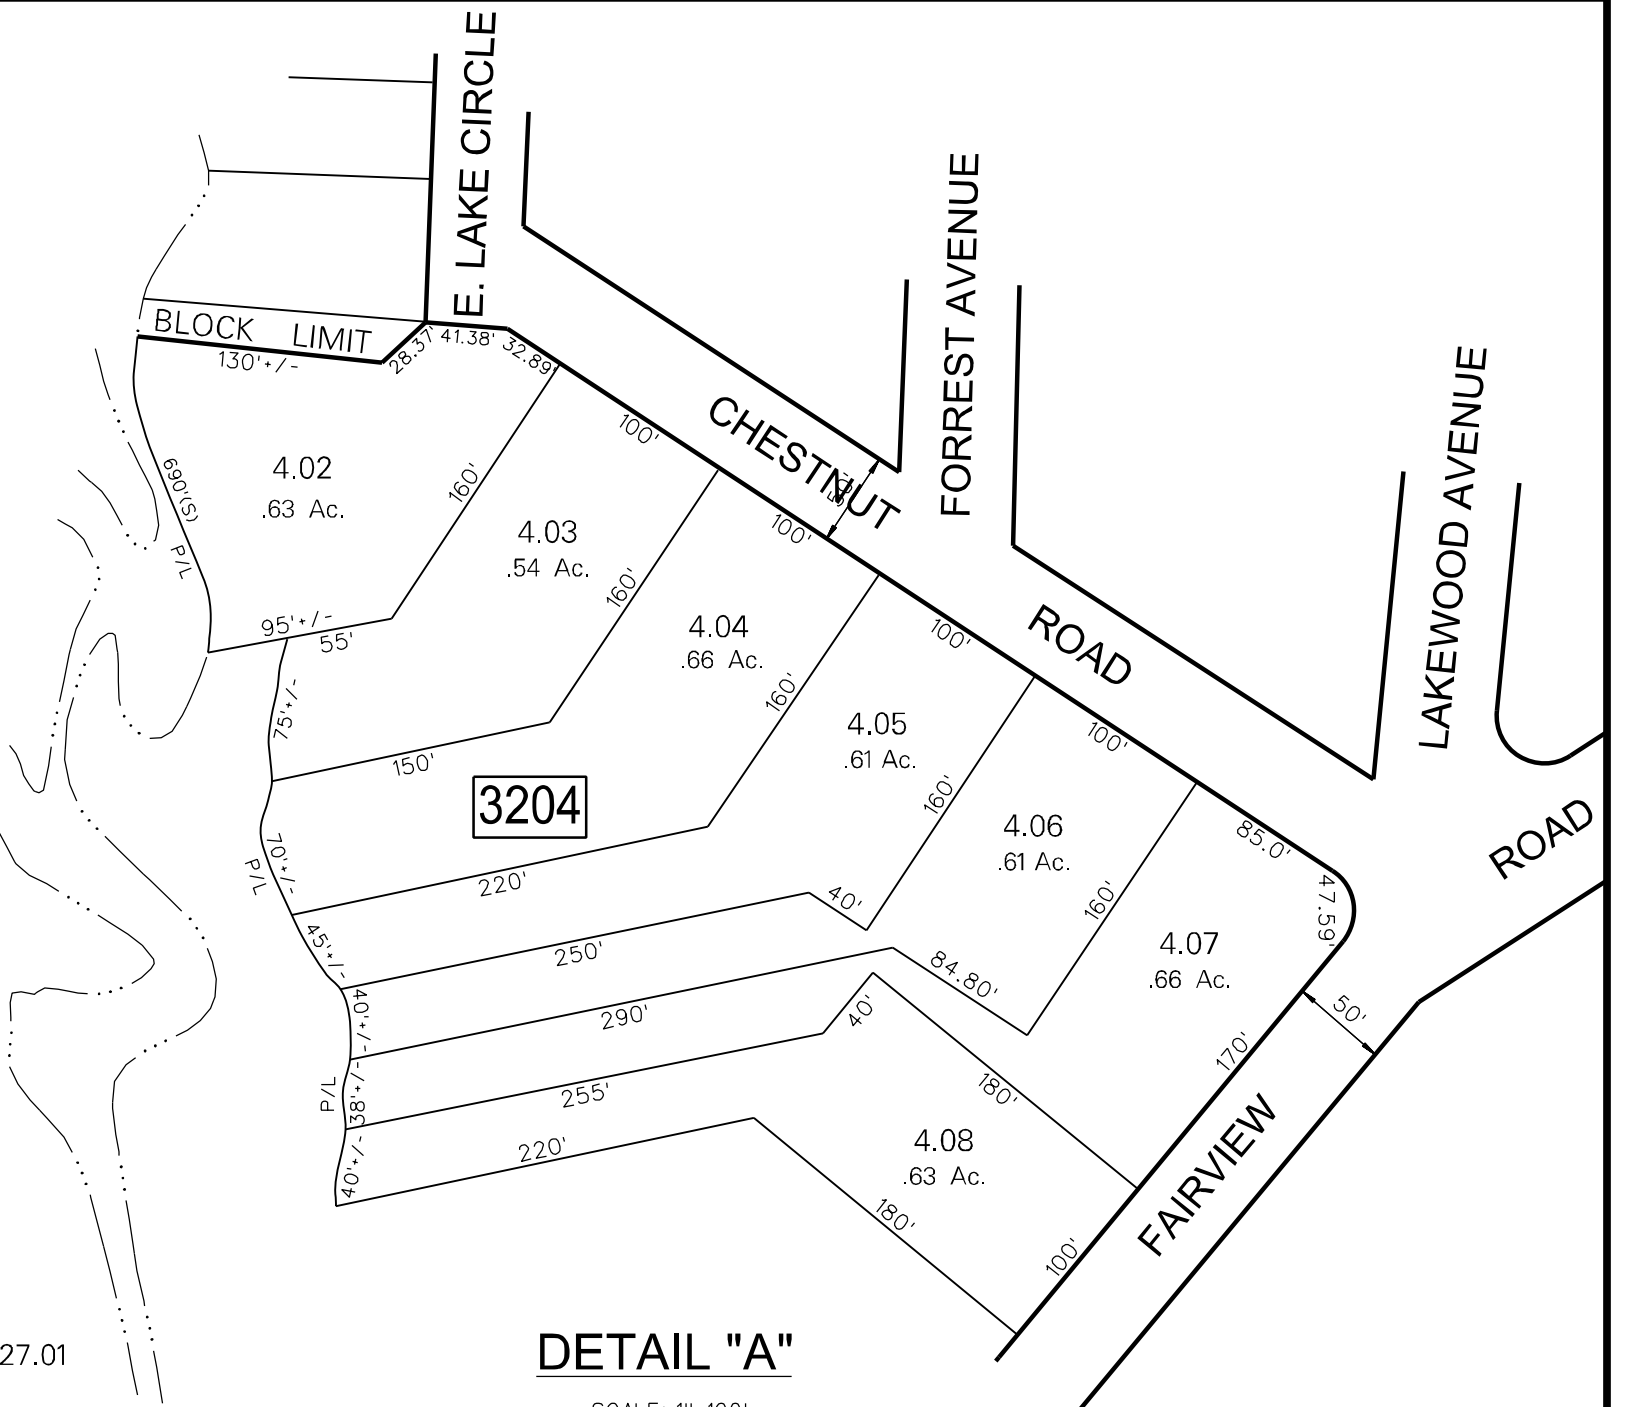 E. LAKE CIRCLE
FORREST AVENUE
LAKEWOOD AVENUE
BLOCK LIMIT
130'+/-
28.37'
41.38'
32.89'
CHESTNUT
ROAD
50'
100'
100'
100'
100'
85.0'
47.59'
ROAD
4.02
.63 Ac.
690'(S)
P/L
160'
95'+/-
55'
4.03
.54 Ac.
160'
75'+/-
150'
4.04
.66 Ac.
160'
3204
70'+/-
P/L
220'
4.05
.61 Ac.
160'
40'
45'+/-
250'
4.06
.61 Ac.
160'
84.80'
40'+/-
290'
4.07
.66 Ac.
170'
50'
40'
180'
38'+/-
P/L
255'
4.08
.63 Ac.
40'+/-
220'
180'
100'
FAIRVIEW
27.01
DETAIL "A"